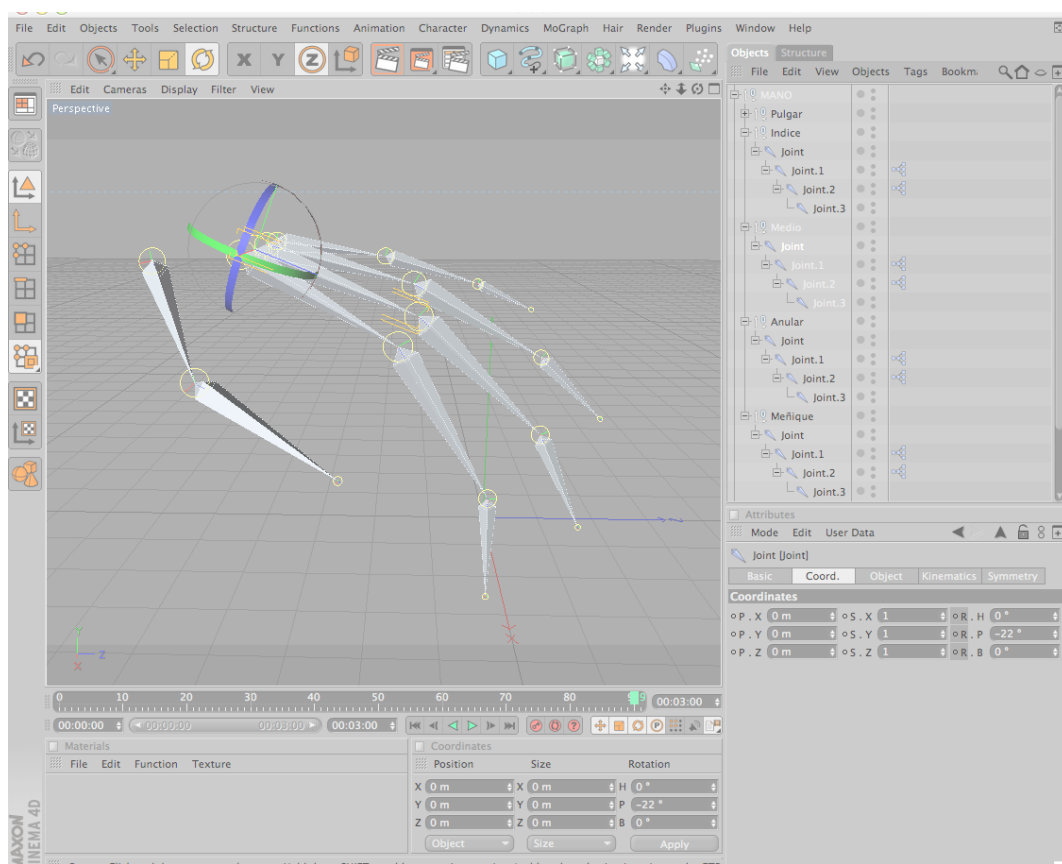 File Edit Objects Tools Selection Structure Functions Animation Character Dynamics MoGraph Hair Render Plugins Window Help
Objects Structure
X Y Z
File Edit View Objects Tags Bookm
Edit Cameras Display Filter View
Perspective
MANO
Pulgar
Indice
Joint
Joint.1
Joint.2
Joint.3
Medio
Joint
Joint.1
Joint.2
Joint.3
Anular
Joint
Joint.1
Joint.2
Joint.3
Meñique
Joint
Joint.1
Joint.2
Joint.3
Attributes
Mode Edit User Data
Joint [Joint]
Basic Coord. Object Kinematics Symmetry
Coordinates
P . X 0 m S . X 1 R . H 0 °
P . Y 0 m S . Y 1 R . P -22 °
P . Z 0 m S . Z 1 R . B 0 °
Y
Z
X
0 10 20 30 40 50 60 70 80 00:03:00
00:00:00 00:00:00 00:03:00 00:03:00
Materials
File Edit Function Texture
Coordinates
Position Size Rotation
X 0 m X 0 m H 0 °
Y 0 m Y 0 m P -22 °
Z 0 m Z 0 m B 0 °
Object Size Apply
MAXON
INEMA 4D